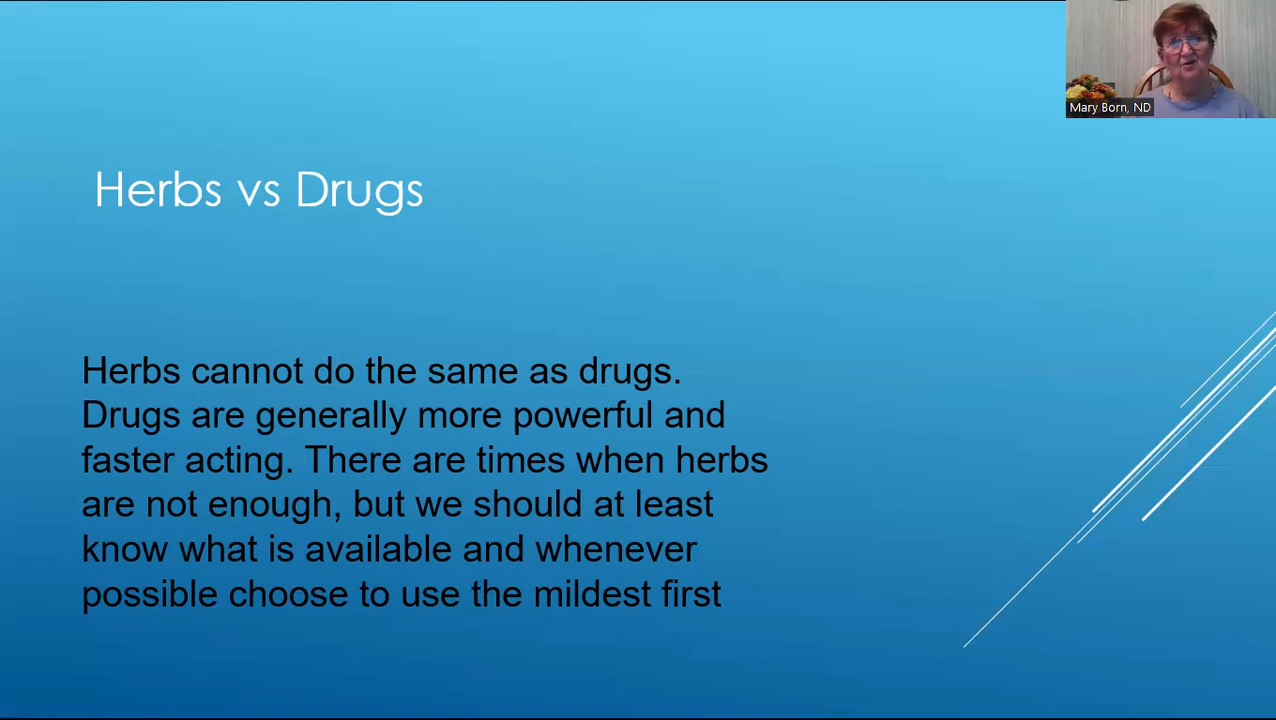 Mary Born, ND
Herbs vs Drugs
Herbs cannot do the same as drugs.
Drugs are generally more powerful and
faster acting. There are times when herbs
are not enough, but we should at least
know what is available and whenever
possible choose to use the mildest first